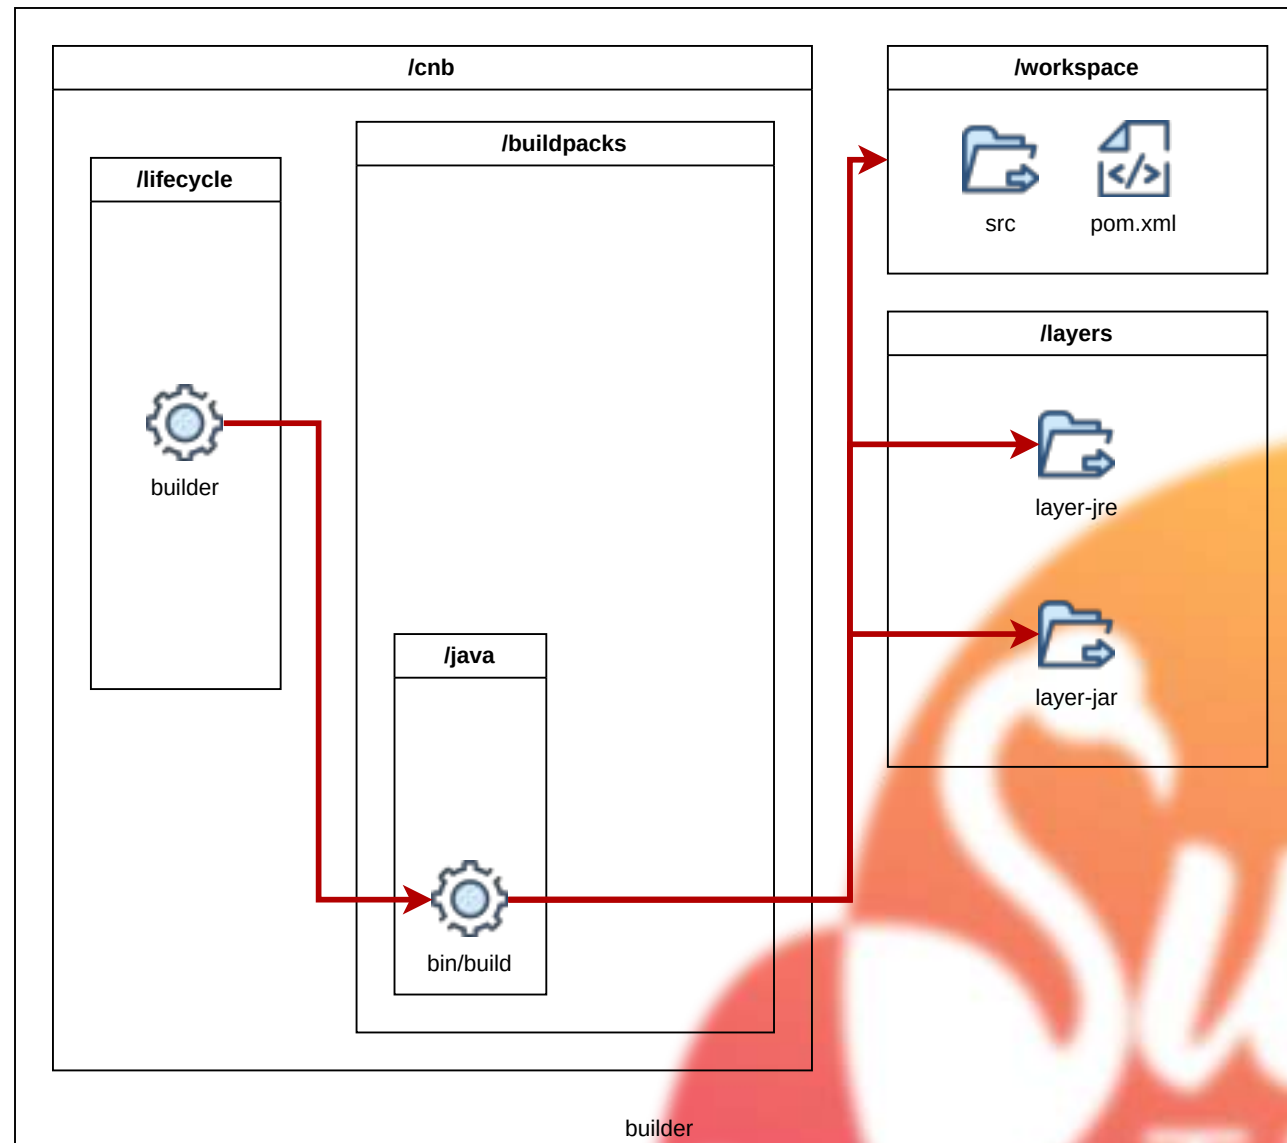 /cnb
/workspace
/buildpacks
/lifecycle
src
pom.xml
/layers
builder
layer-jre
/java
layer-jar
bin/build
builder